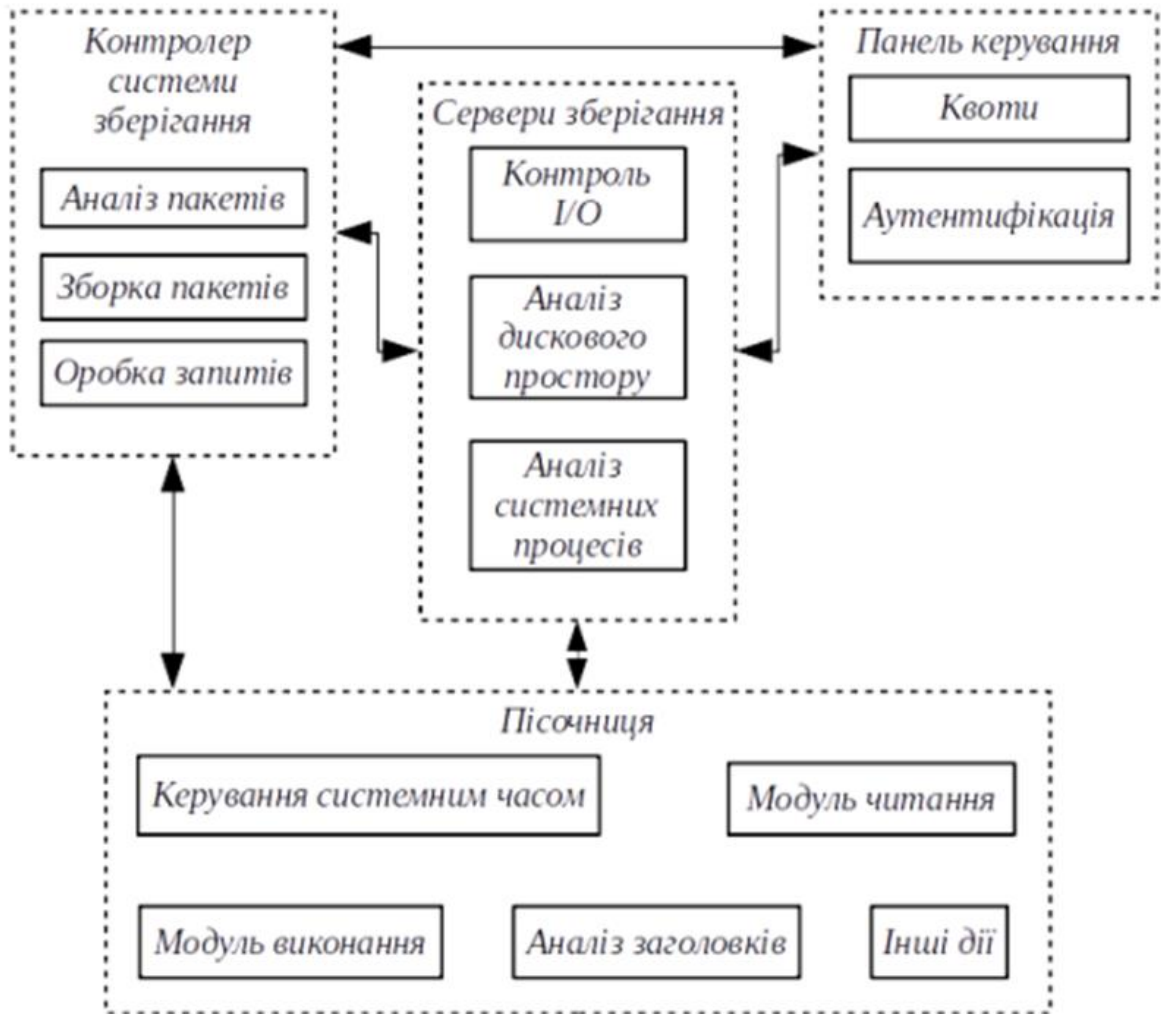 Контролер
системи
зберігання
Аналіз пакетів
Зборка пакетів
Оробка запитів
Сервери зберігання
Контроль
I/O
Аналіз
дискового
простору
Аналіз
системних
процесів
Панель керування
Квоти
Аутентифікація
Пісочниця
Керування системним часом
Модуль читання
Модуль виконання
Аналіз заголовків
Інші дії